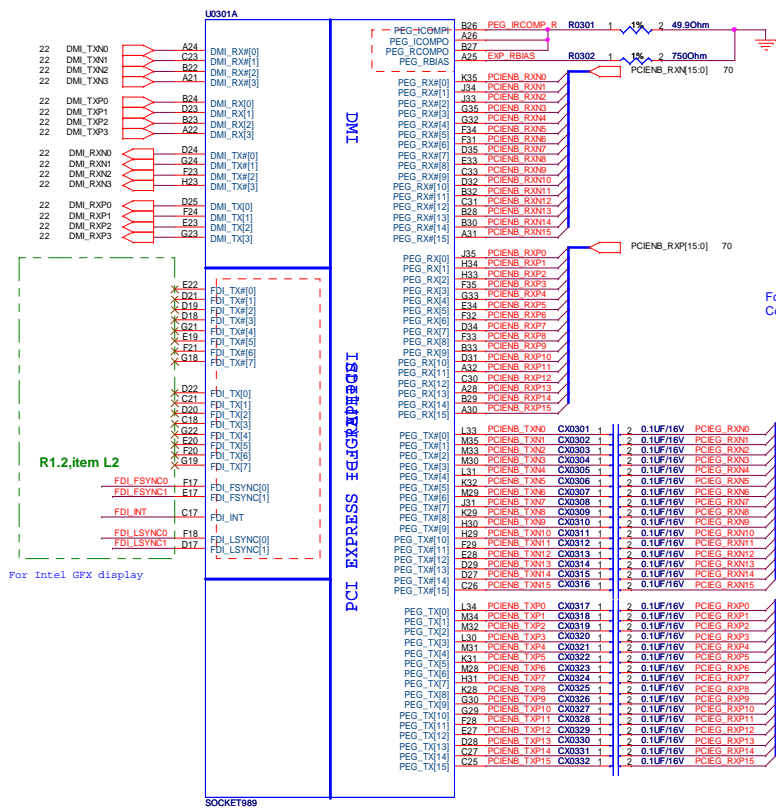 U0301A
22 DMI_TXN0 A24 DMI_RX#[0]
22 DMI_TXN1 C23 DMI_RX#[1]
22 DMI_TXN2 B22 DMI_RX#[2]
22 DMI_TXN3 A21 DMI_RX#[3]
22 DMI_TXP0 B24 DMI_RX[0]
22 DMI_TXP1 D23 DMI_RX[1]
22 DMI_TXP2 B23 DMI_RX[2]
22 DMI_TXP3 A22 DMI_RX[3]
22 DMI_RXN0 D24 DMI_TX#[0]
22 DMI_RXN1 G24 DMI_TX#[1]
22 DMI_RXN2 F23 DMI_TX#[2]
22 DMI_RXN3 H23 DMI_TX#[3]
22 DMI_RXP0 D25 DMI_TX[0]
22 DMI_RXP1 F24 DMI_TX[1]
22 DMI_RXP2 E23 DMI_TX[2]
22 DMI_RXP3 G23 DMI_TX[3]
E22 FDI_TX#[0]
D21 FDI_TX#[1]
D19 FDI_TX#[2]
D18 FDI_TX#[3]
G21 FDI_TX#[4]
E19 FDI_TX#[5]
F21 FDI_TX#[6]
G18 FDI_TX#[7]
D22 FDI_TX[0]
C21 FDI_TX[1]
D20 FDI_TX[2]
C18 FDI_TX[3]
G22 FDI_TX[4]
E20 FDI_TX[5]
F20 FDI_TX[6]
G19 FDI_TX[7]
R1.2,item L2
FDI_FSYNC0 F17 FDI_FSYNC[0]
FDI_FSYNC1 E17 FDI_FSYNC[1]
FDI_INT C17 FDI_INT
FDI_LSYNC0 F18 FDI_LSYNC[0]
FDI_LSYNC1 D17 FDI_LSYNC[1]
For Intel GFX display
DMI
PCI EXPRESS
PEG_ICOMPI B26 PEG_IRCOMP_R R0301 1% 2 49.9Ohm
PEG_ICOMPO A26
PEG_RCOMPO B27
PEG_RBIAS A25 EXP_RBIAS R0302 1% 2 750Ohm
PCIENB_RXN[15:0] 70
PEG_RX#[0] K35 PCIENB_RXN0
PEG_RX#[1] J34 PCIENB_RXN1
PEG_RX#[2] J33 PCIENB_RXN2
PEG_RX#[3] G35 PCIENB_RXN3
PEG_RX#[4] G32 PCIENB_RXN4
PEG_RX#[5] F34 PCIENB_RXN5
PEG_RX#[6] F31 PCIENB_RXN6
PEG_RX#[7] D35 PCIENB_RXN7
PEG_RX#[8] E33 PCIENB_RXN8
PEG_RX#[9] C33 PCIENB_RXN9
PEG_RX#[10] D32 PCIENB_RXN10
PEG_RX#[11] B32 PCIENB_RXN11
PEG_RX#[12] C31 PCIENB_RXN12
PEG_RX#[13] B28 PCIENB_RXN13
PEG_RX#[14] B30 PCIENB_RXN14
PEG_RX#[15] A31 PCIENB_RXN15
PCIENB_RXP[15:0] 70
PEG_RX[0] J35 PCIENB_RXP0
PEG_RX[1] H34 PCIENB_RXP1
PEG_RX[2] H33 PCIENB_RXP2
PEG_RX[3] F35 PCIENB_RXP3
PEG_RX[4] G33 PCIENB_RXP4
PEG_RX[5] E34 PCIENB_RXP5
PEG_RX[6] F32 PCIENB_RXP6
PEG_RX[7] D34 PCIENB_RXP7
PEG_RX[8] F33 PCIENB_RXP8
PEG_RX[9] B33 PCIENB_RXP9
PEG_RX[10] D31 PCIENB_RXP10
PEG_RX[11] A32 PCIENB_RXP11
PEG_RX[12] C30 PCIENB_RXP12
PEG_RX[13] A28 PCIENB_RXP13
PEG_RX[14] B29 PCIENB_RXP14
PEG_RX[15] A30 PCIENB_RXP15
PEG_TX#[0] L33 PCIENB_TXN0 CX0301 1 2 0.1UF/16V PCIEG_RXN0
PEG_TX#[1] M35 PCIENB_TXN1 CX0302 1 2 0.1UF/16V PCIEG_RXN1
PEG_TX#[2] M33 PCIENB_TXN2 CX0303 1 2 0.1UF/16V PCIEG_RXN2
PEG_TX#[3] M30 PCIENB_TXN3 CX0304 1 2 0.1UF/16V PCIEG_RXN3
PEG_TX#[4] L31 PCIENB_TXN4 CX0305 1 2 0.1UF/16V PCIEG_RXN4
PEG_TX#[5] K32 PCIENB_TXN5 CX0306 1 2 0.1UF/16V PCIEG_RXN5
PEG_TX#[6] M29 PCIENB_TXN6 CX0307 1 2 0.1UF/16V PCIEG_RXN6
PEG_TX#[7] J31 PCIENB_TXN7 CX0308 1 2 0.1UF/16V PCIEG_RXN7
PEG_TX#[8] K29 PCIENB_TXN8 CX0309 1 2 0.1UF/16V PCIEG_RXN8
PEG_TX#[9] H30 PCIENB_TXN9 CX0310 1 2 0.1UF/16V PCIEG_RXN9
PEG_TX#[10] H29 PCIENB_TXN10 CX0311 1 2 0.1UF/16V PCIEG_RXN10
PEG_TX#[11] F29 PCIENB_TXN11 CX0312 1 2 0.1UF/16V PCIEG_RXN11
PEG_TX#[12] E28 PCIENB_TXN12 CX0313 1 2 0.1UF/16V PCIEG_RXN12
PEG_TX#[13] D29 PCIENB_TXN13 CX0314 1 2 0.1UF/16V PCIEG_RXN13
PEG_TX#[14] D27 PCIENB_TXN14 CX0315 1 2 0.1UF/16V PCIEG_RXN14
PEG_TX#[15] C26 PCIENB_TXN15 CX0316 1 2 0.1UF/16V PCIEG_RXN15
PEG_TX[0] L34 PCIENB_TXP0 CX0317 1 2 0.1UF/16V PCIEG_RXP0
PEG_TX[1] M34 PCIENB_TXP1 CX0318 1 2 0.1UF/16V PCIEG_RXP1
PEG_TX[2] M32 PCIENB_TXP2 CX0319 1 2 0.1UF/16V PCIEG_RXP2
PEG_TX[3] L30 PCIENB_TXP3 CX0320 1 2 0.1UF/16V PCIEG_RXP3
PEG_TX[4] M31 PCIENB_TXP4 CX0321 1 2 0.1UF/16V PCIEG_RXP4
PEG_TX[5] K31 PCIENB_TXP5 CX0322 1 2 0.1UF/16V PCIEG_RXP5
PEG_TX[6] M28 PCIENB_TXP6 CX0323 1 2 0.1UF/16V PCIEG_RXP6
PEG_TX[7] H31 PCIENB_TXP7 CX0324 1 2 0.1UF/16V PCIEG_RXP7
PEG_TX[8] K28 PCIENB_TXP8 CX0325 1 2 0.1UF/16V PCIEG_RXP8
PEG_TX[9] G30 PCIENB_TXP9 CX0326 1 2 0.1UF/16V PCIEG_RXP9
PEG_TX[10] G29 PCIENB_TXP10 CX0327 1 2 0.1UF/16V PCIEG_RXP10
PEG_TX[11] F28 PCIENB_TXP11 CX0328 1 2 0.1UF/16V PCIEG_RXP11
PEG_TX[12] E27 PCIENB_TXP12 CX0329 1 2 0.1UF/16V PCIEG_RXP12
PEG_TX[13] D28 PCIENB_TXP13 CX0330 1 2 0.1UF/16V PCIEG_RXP13
PEG_TX[14] C27 PCIENB_TXP14 CX0331 1 2 0.1UF/16V PCIEG_RXP14
PEG_TX[15] C25 PCIENB_TXP15 CX0332 1 2 0.1UF/16V PCIEG_RXP15
SOCKET989